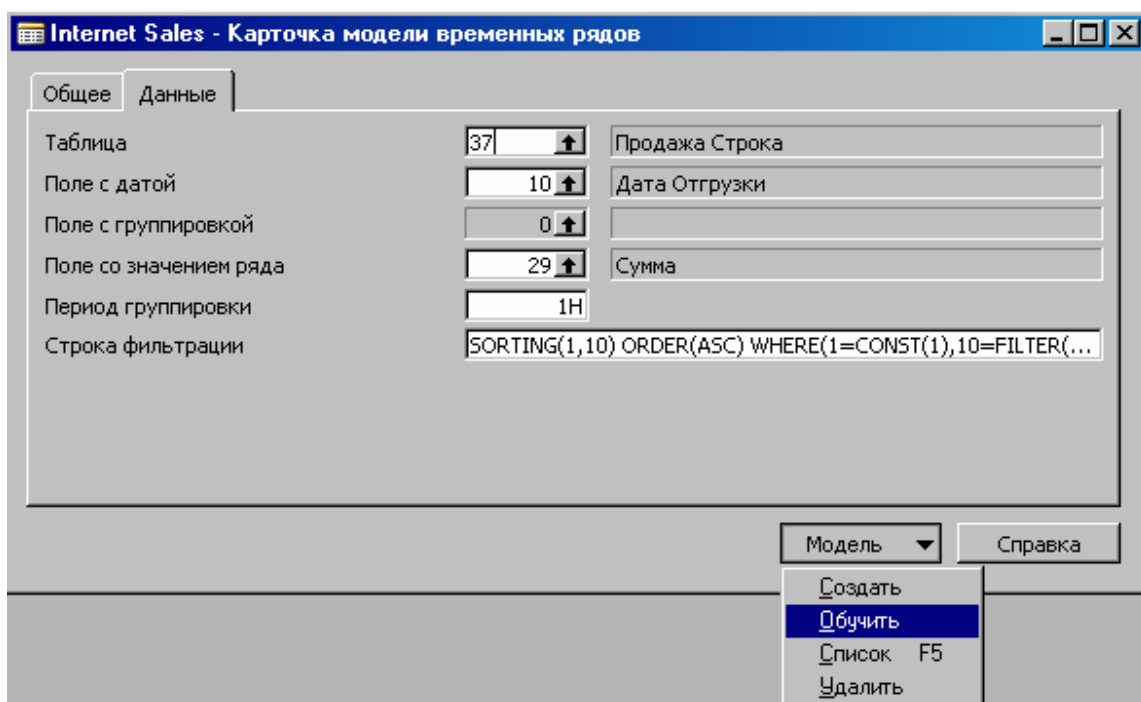 Internet Sales - Карточка модели временных рядов
Общее Данные
Таблица 37 Продажа Строка
Поле с датой 10 Дата Отгрузки
Поле с группировкой 0
Поле со значением ряда 29 Сумма
Период группировки 1Н
Строка фильтрации SORTING(1,10) ORDER(ASC) WHERE(1=CONST(1),10=FILTER(...
Модель Справка
Создать
Обучить
Список F5
Удалить